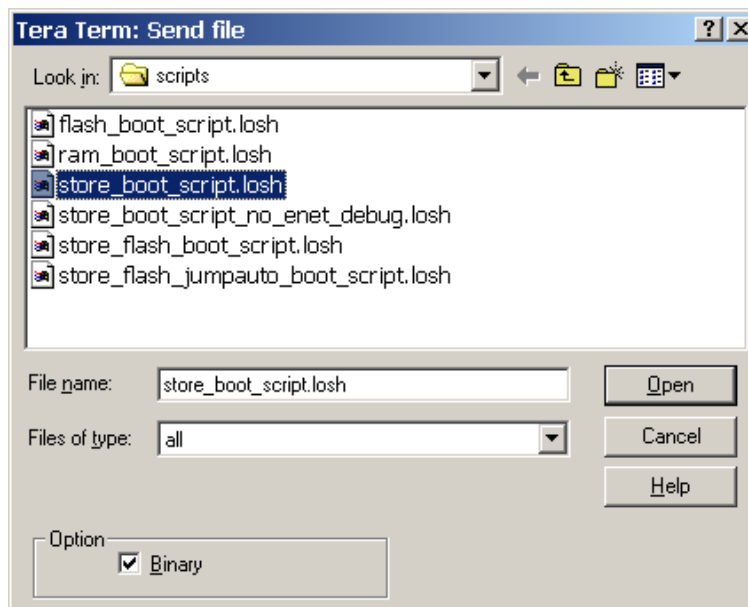 Tera Term: Send file
Look in: scripts
flash_boot_script.losh
ram_boot_script.losh
store_boot_script.losh
store_boot_script_no_enet_debug.losh
store_flash_boot_script.losh
store_flash_jumpauto_boot_script.losh
File name: store_boot_script.losh Open
Files of type: all Cancel
Help
Option
Binary